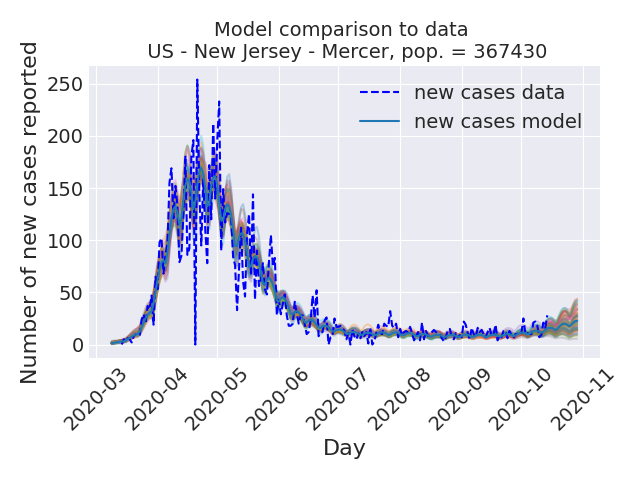 Model comparison to data
US - New Jersey - Mercer, pop. = 367430
Number of new cases reported
250
200
150
100
50
0
new cases data
new cases model
2020-03
2020-04
2020-05
2020-06
2020-07
2020-08
2020-09
2020-10
2020-11
Day